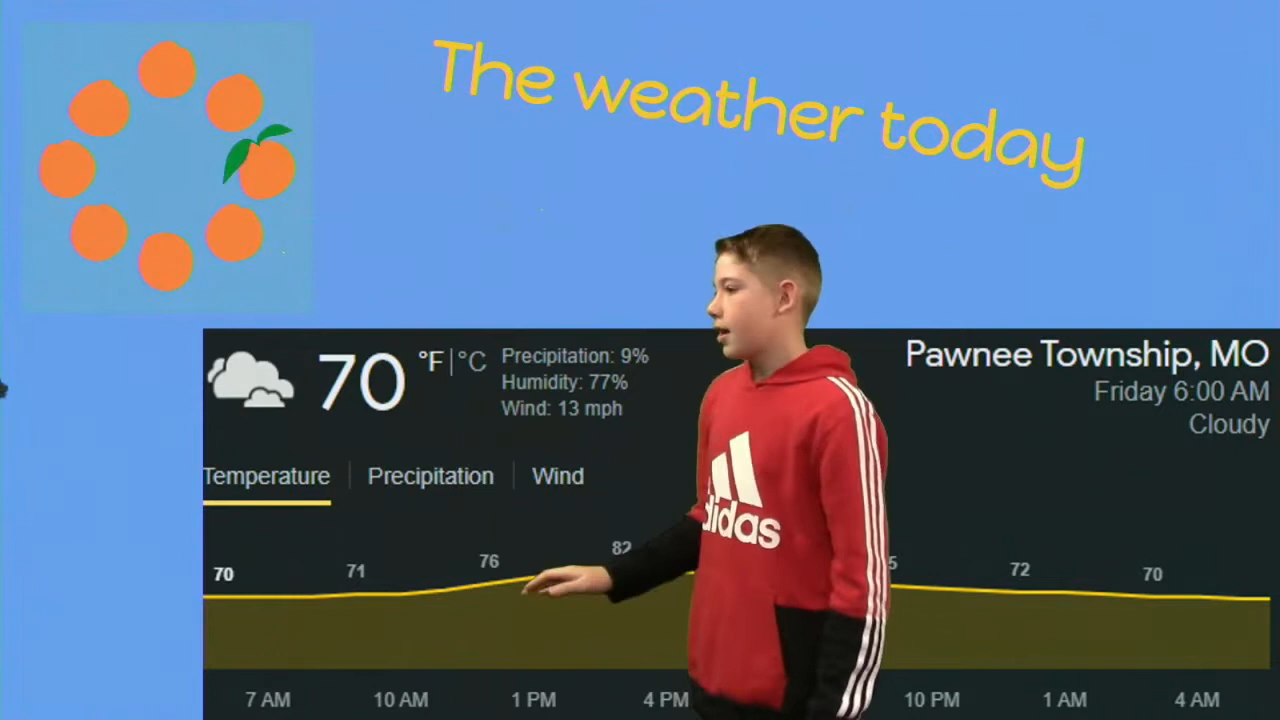 The weather today
70 °F|°C
Precipitation: 9%
Humidity: 77%
Wind: 13 mph
Pawnee Township, MO
Friday 6:00 AM
Cloudy
Temperature Precipitation Wind
adidas
70 71 76 82 5 72 70
7 AM 10 AM 1 PM 4 PM 10 PM 1 AM 4 AM